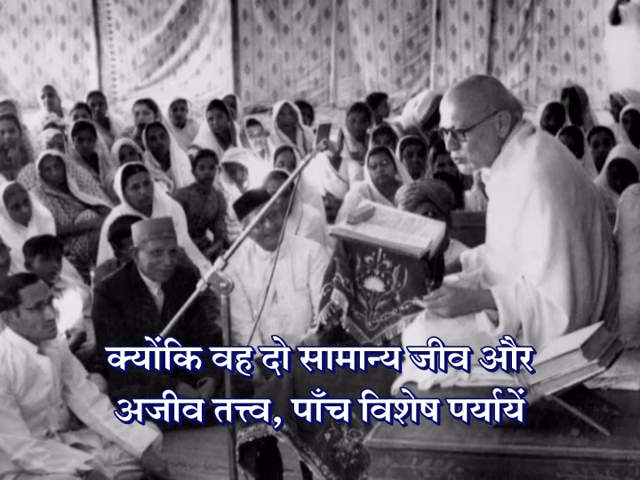 क्योंकि वह दो सामान्य जीव और
अजीव तत्त्व, पाँच विशेष पर्यायें